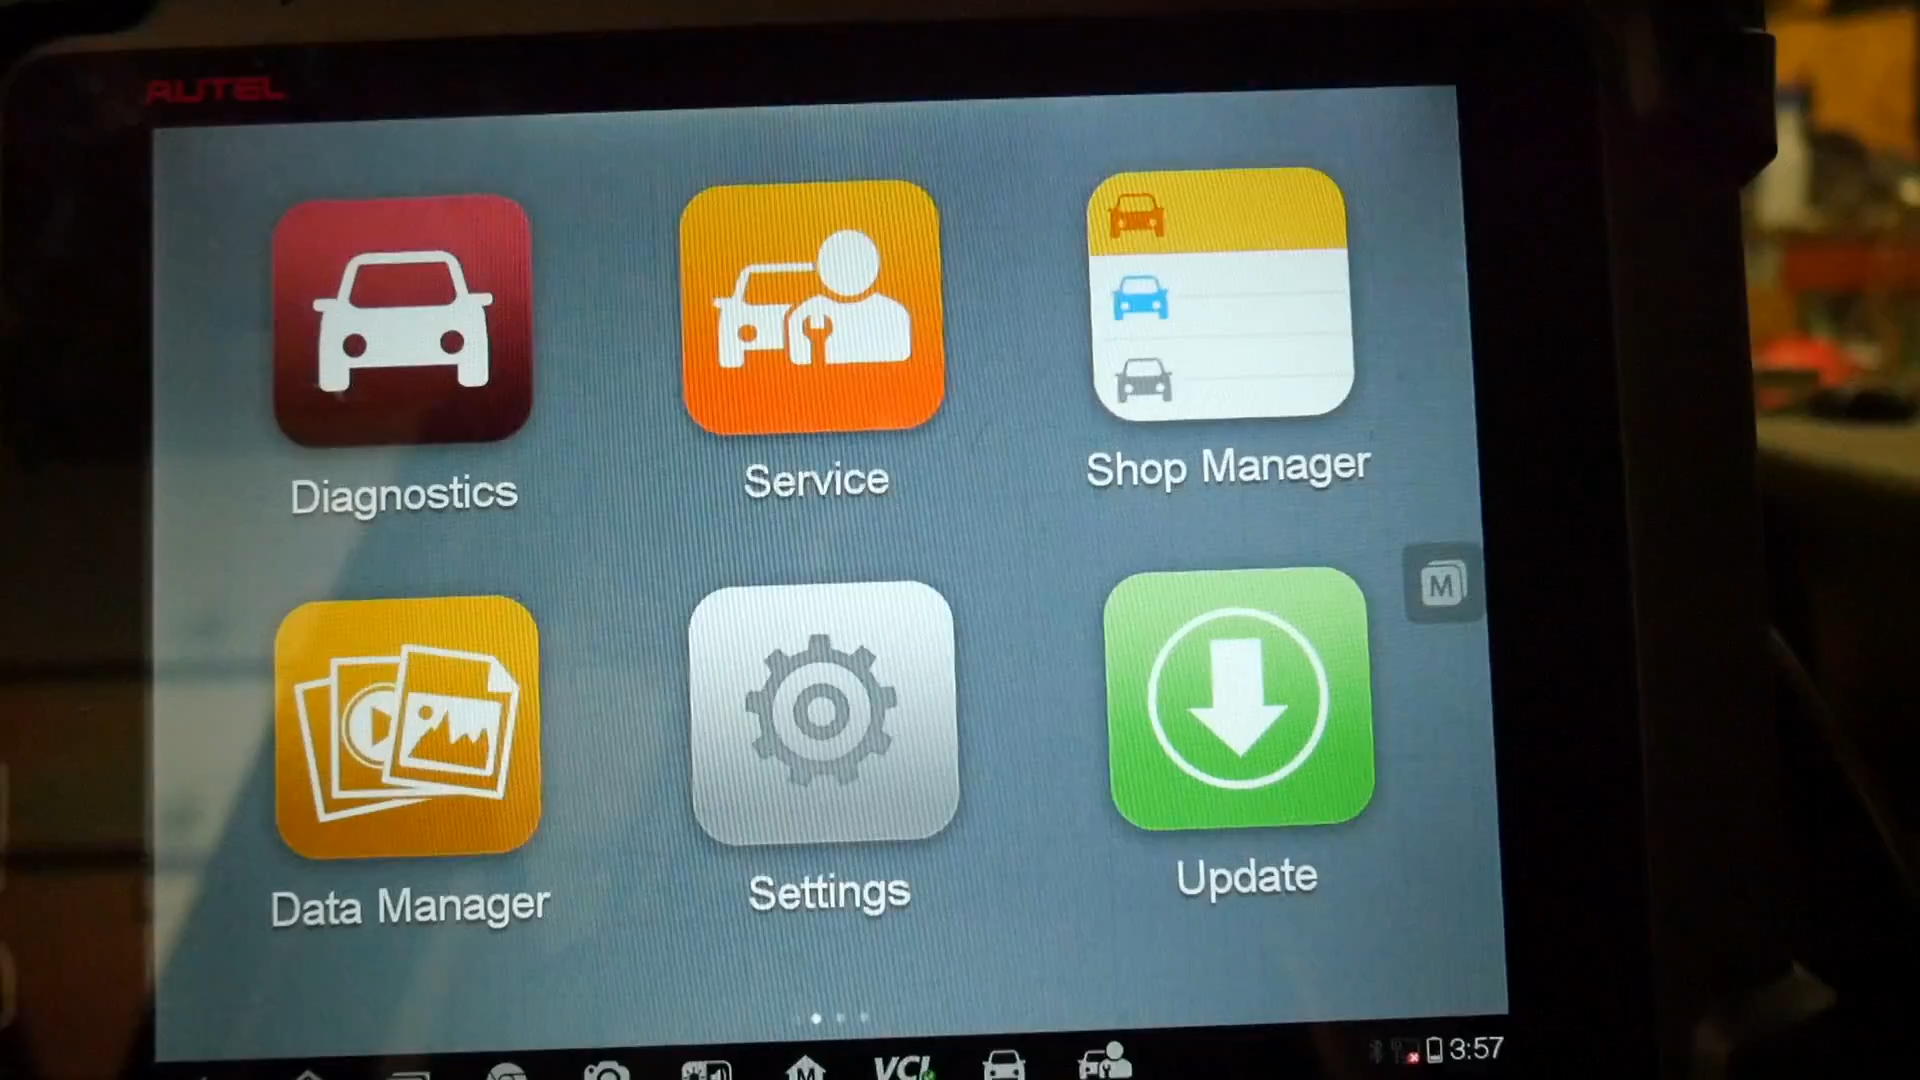 AUTEL
Diagnostics
Service
Shop Manager
M
Data Manager
Settings
Update
M
VCI
3:57